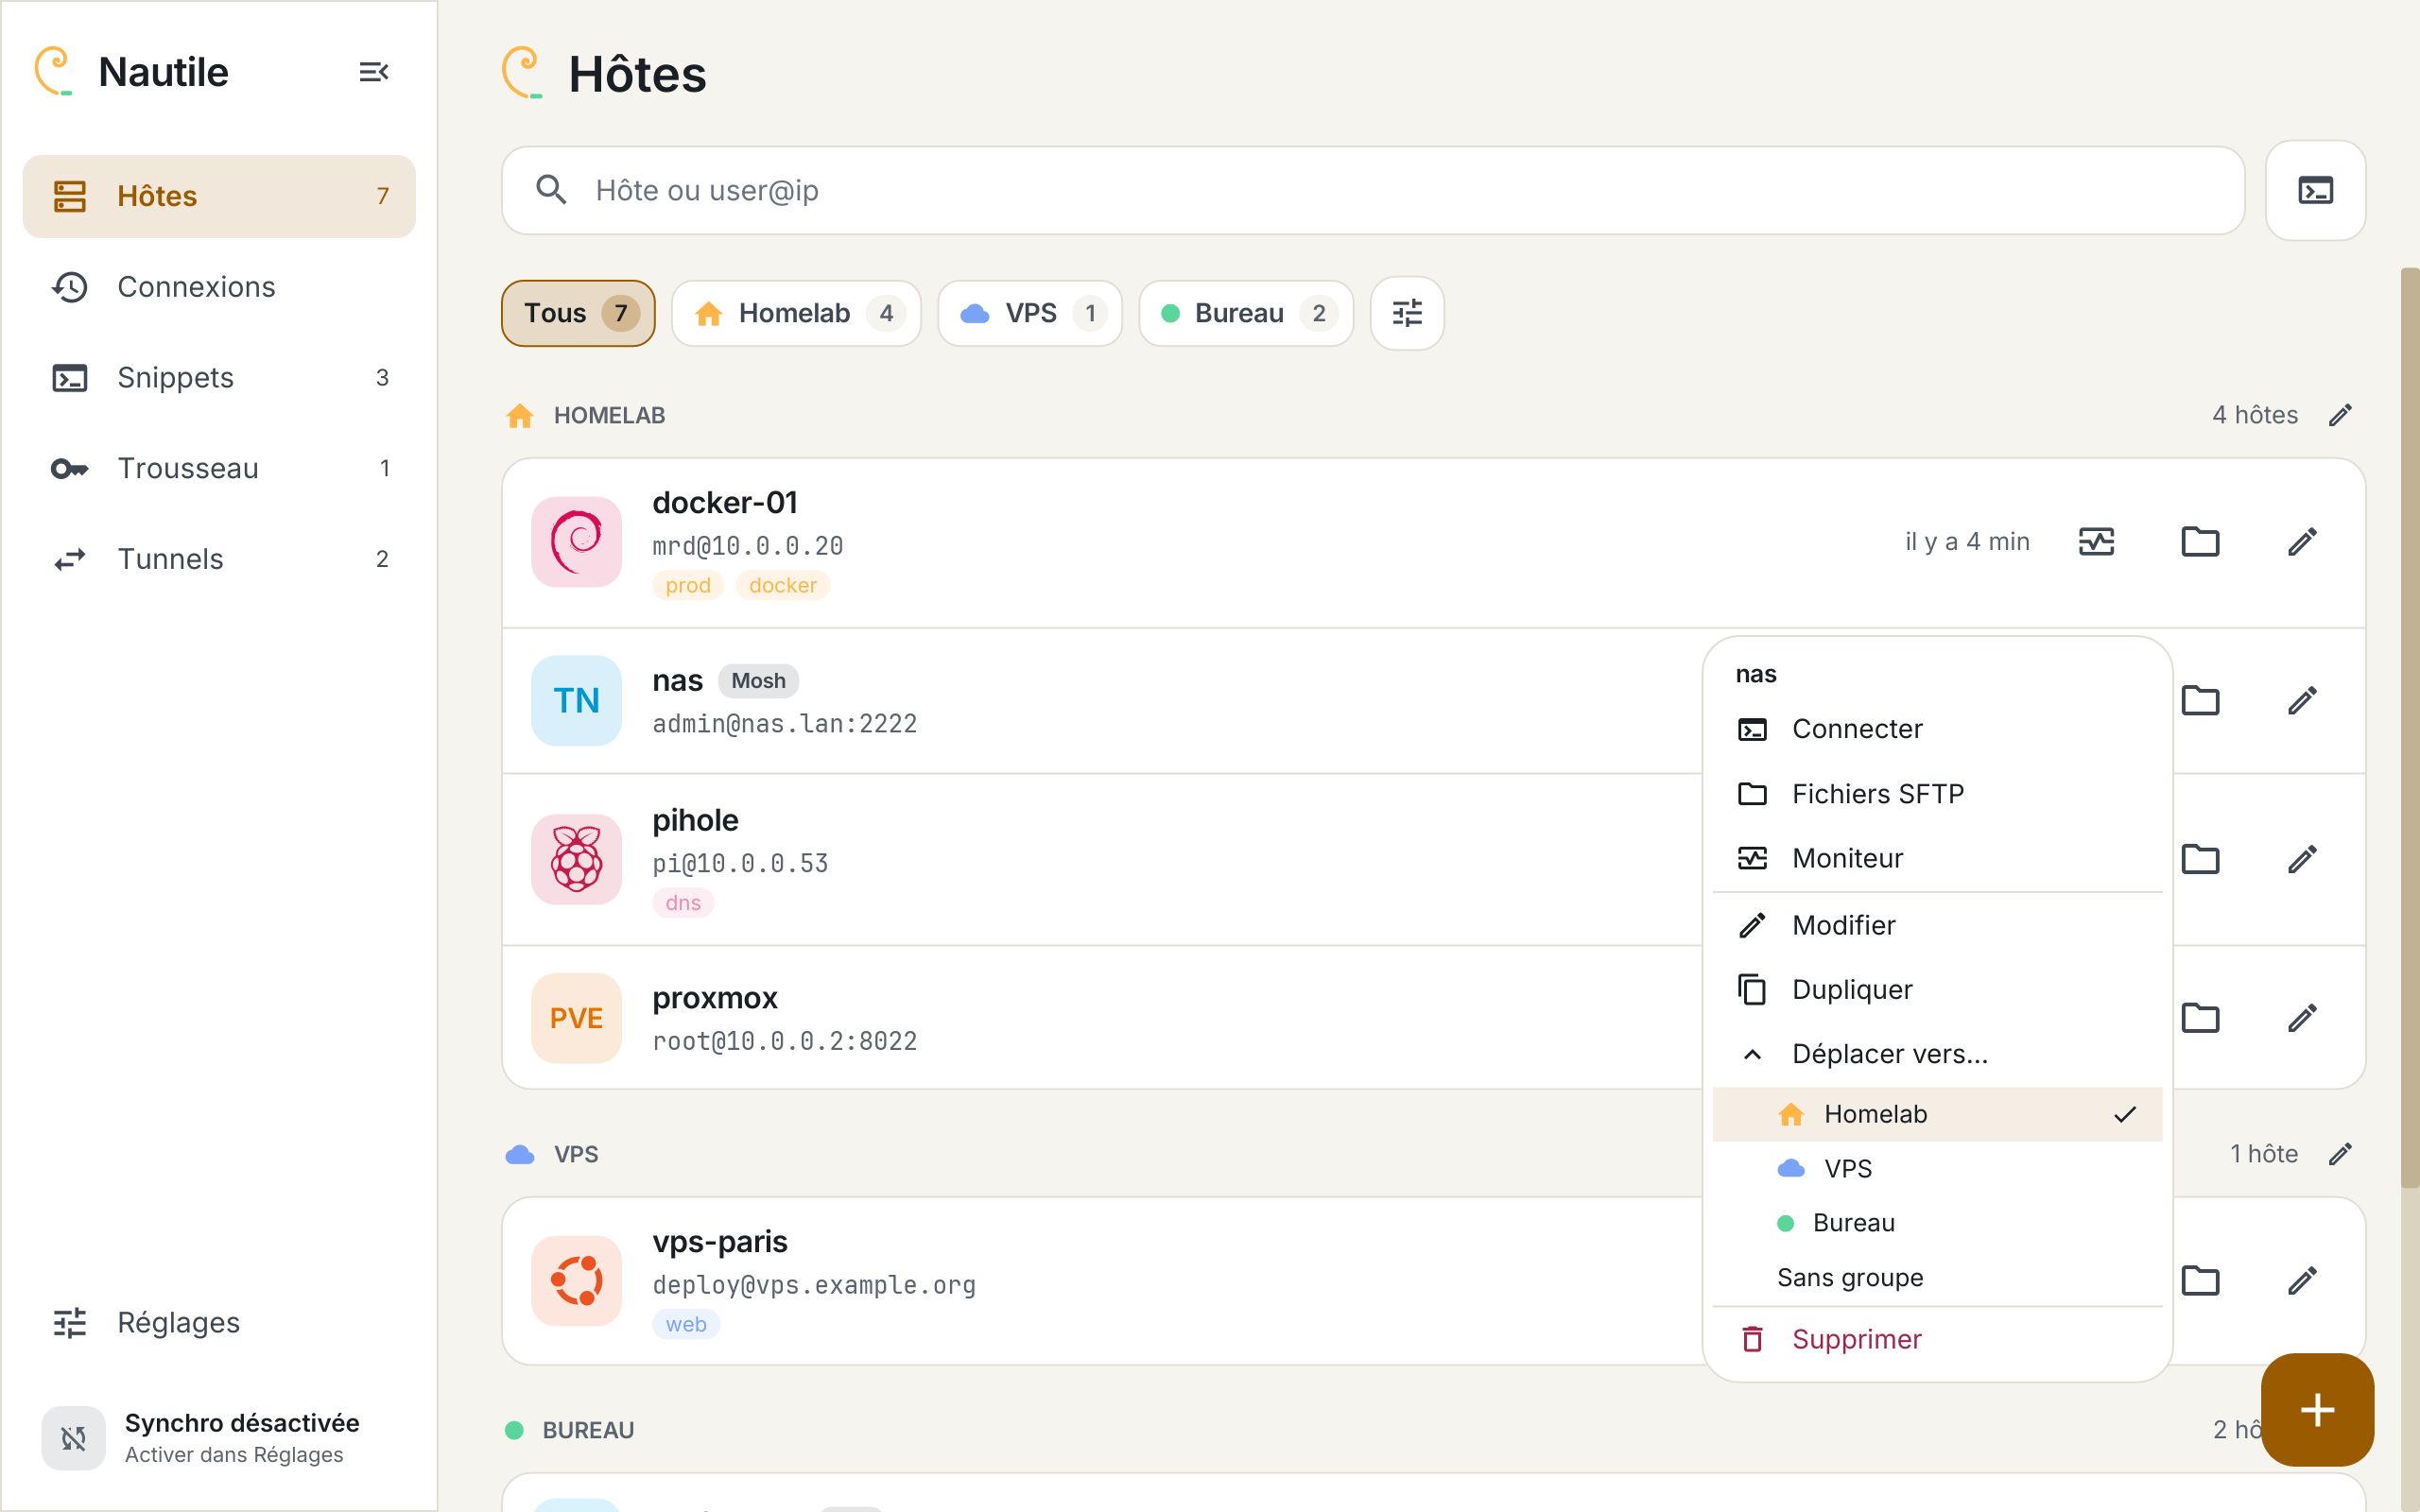 Nautile
Hôtes 7
Connexions
Snippets 3
Trousseau 1
Tunnels 2
Réglages
Synchro désactivée
Activer dans Réglages
Hôtes
Hôte ou user@ip
Tous 7 Homelab 4 VPS 1 Bureau 2
HOMELAB 4 hôtes
docker-01
mrd@10.0.0.20
prod docker
il y a 4 min
TN
nas Mosh
admin@nas.lan:2222
pihole
pi@10.0.0.53
dns
PVE
proxmox
root@10.0.0.2:8022
VPS 1 hôte
vps-paris
deploy@vps.example.org
web
BUREAU 2
nas
Connecter
Fichiers SFTP
Moniteur
Modifier
Dupliquer
Déplacer vers...
Homelab
VPS
Bureau
Sans groupe
Supprimer